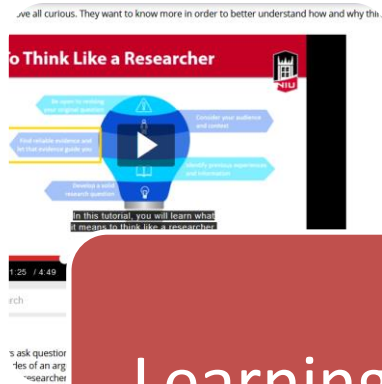 ve all curious. They want to know more in order to better understand how and why
o Think Like a Researcher
NIU
Be open to revising
your original question
Consider your audience
and context
Find reliable evidence and
let that evidence guide you
Identify previous experiences
and information
Develop a solid
research question
In this tutorial, you will learn what
it means to think like a researcher
1:25 / 4:49
rch
s ask question
des of an arg
researcher
Learning